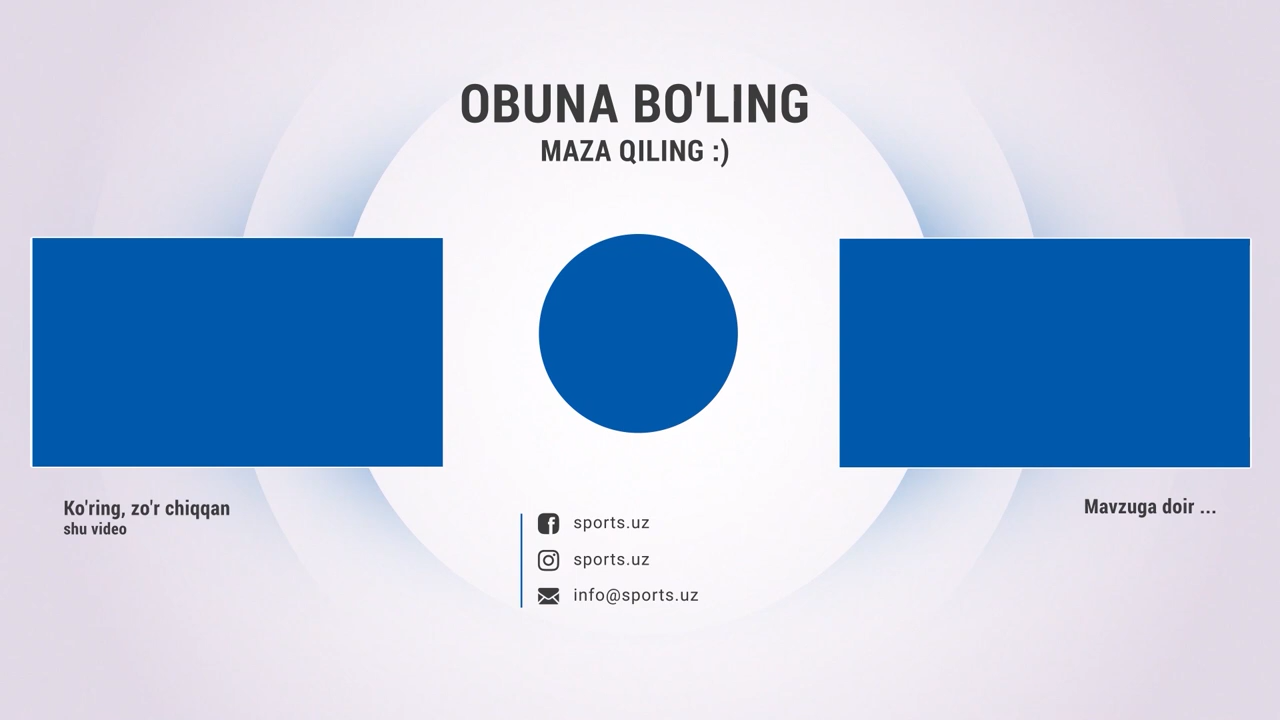 OBUNA BO'LING
MAZA QILING :)
Ko'ring, zo'r chiqqan
shu video
Mavzuga doir ...
sports.uz
sports.uz
info@sports.uz